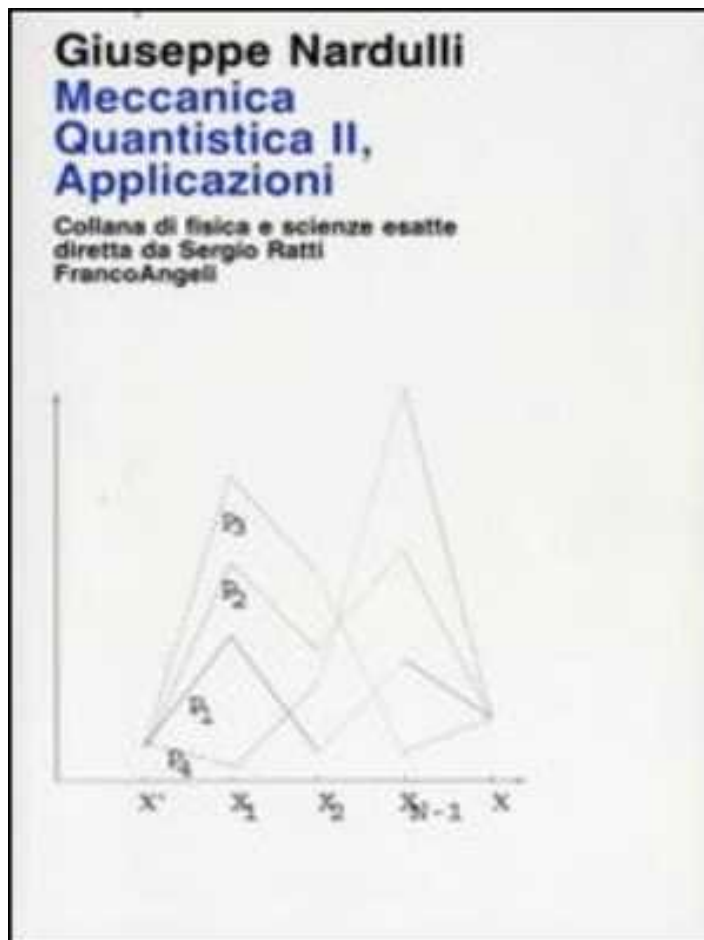 Giuseppe Nardulli
Meccanica
Quantistica II,
Applicazioni
Collana di fisica e scienze esatte
diretta da Sergio Ratti
FrancoAngeli
P3
P2
P1
P4
X' X1 X2 XN-1 X